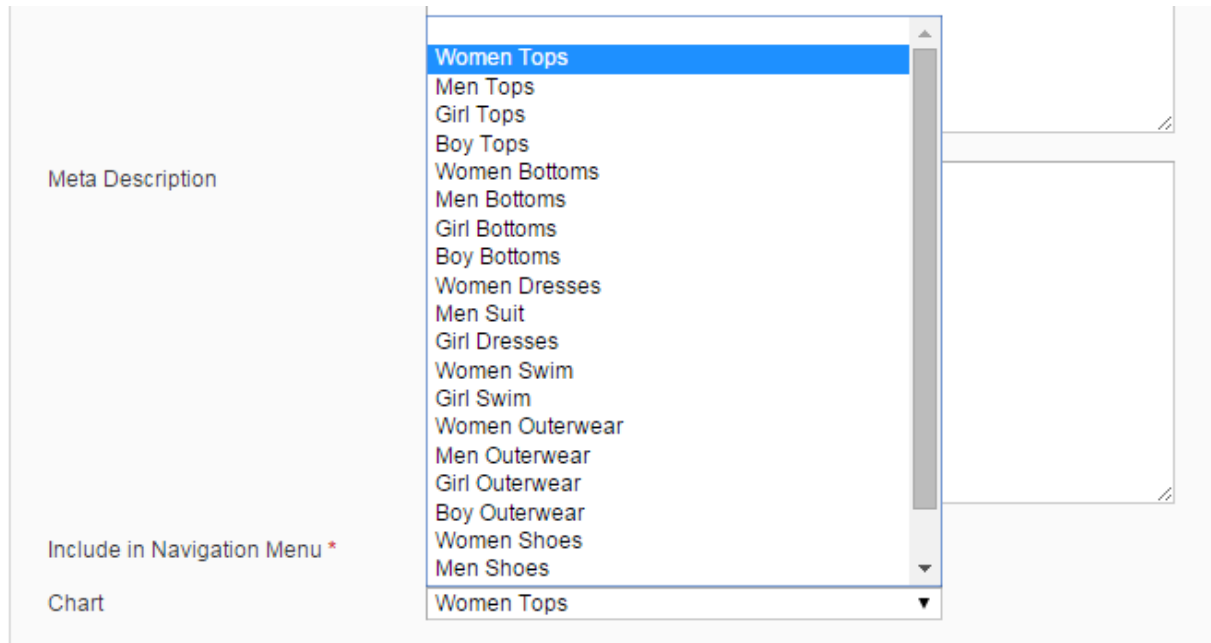 Women Tops
Men Tops
Girl Tops
Boy Tops
Women Bottoms
Meta Description
Men Bottoms
Girl Bottoms
Boy Bottoms
Women Dresses
Men Suit
Girl Dresses
Women Swim
Girl Swim
Women Outerwear
Men Outerwear
Girl Outerwear
Boy Outerwear
Women Shoes
Include in Navigation Menu *
Men Shoes
Chart
Women Tops